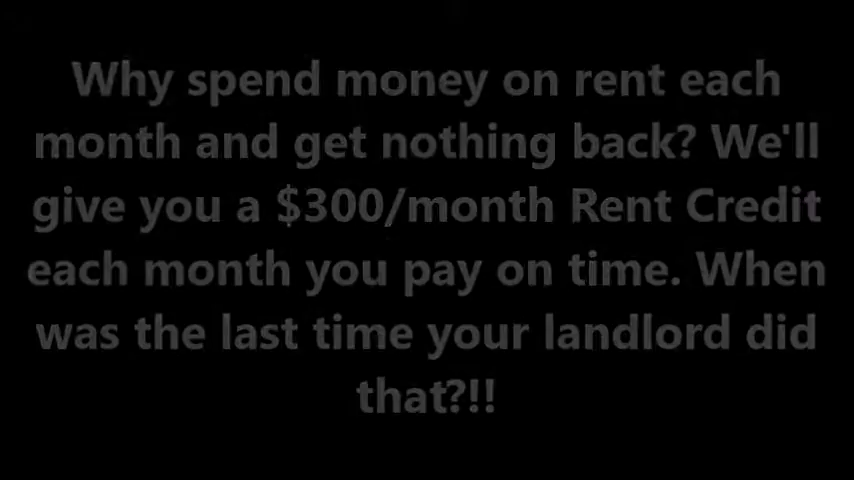 Why spend money on rent each
month and get nothing back? We'll
give you a $300/month Rent Credit
each month you pay on time. When
was the last time your landlord did
that?!!